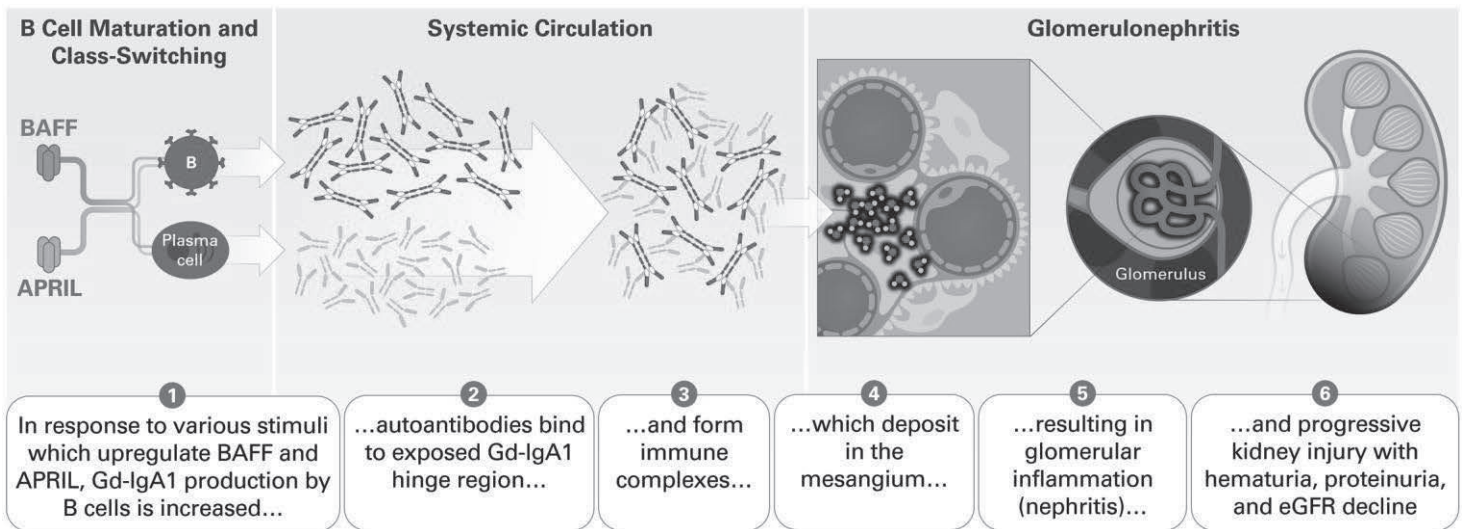 B Cell Maturation and
Class-Switching
Systemic Circulation
Glomerulonephritis
BAFF
B
Plasma
cell
APRIL
Glomerulus
1
In response to various stimuli
which upregulate BAFF and
APRIL, Gd-IgA1 production by
B cells is increased…
2
…autoantibodies bind
to exposed Gd-IgA1
hinge region…
3
…and form
immune
complexes…
4
…which deposit
in the
mesangium…
5
…resulting in
glomerular
inflammation
(nephritis)…
6
…and progressive
kidney injury with
hematuria, proteinuria,
and eGFR decline